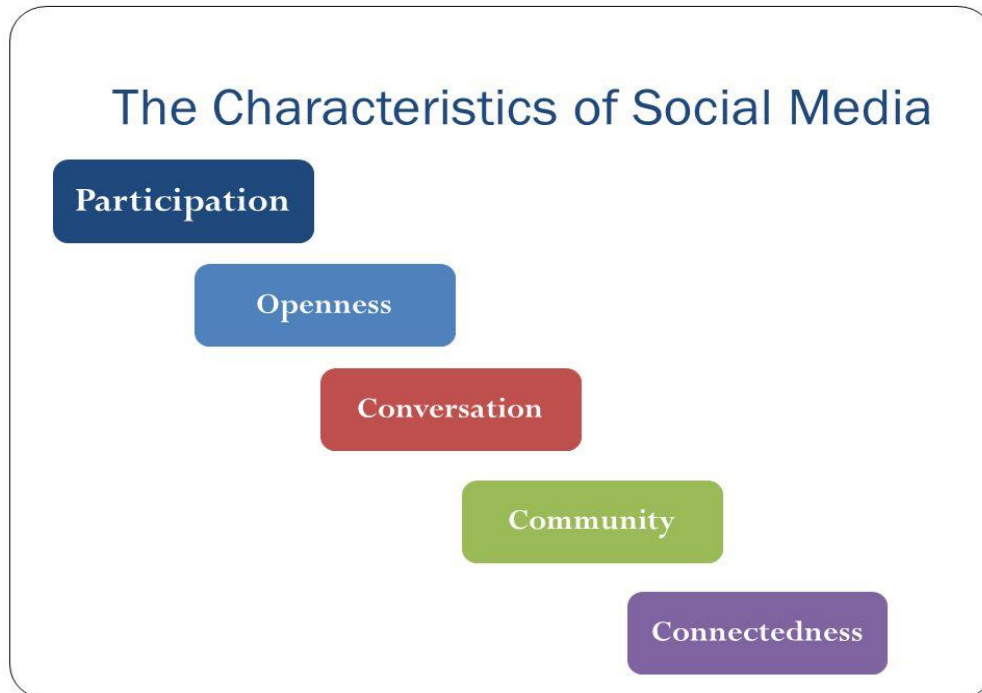 The Characteristics of Social Media
Participation
Openness
Conversation
Community
Connectedness